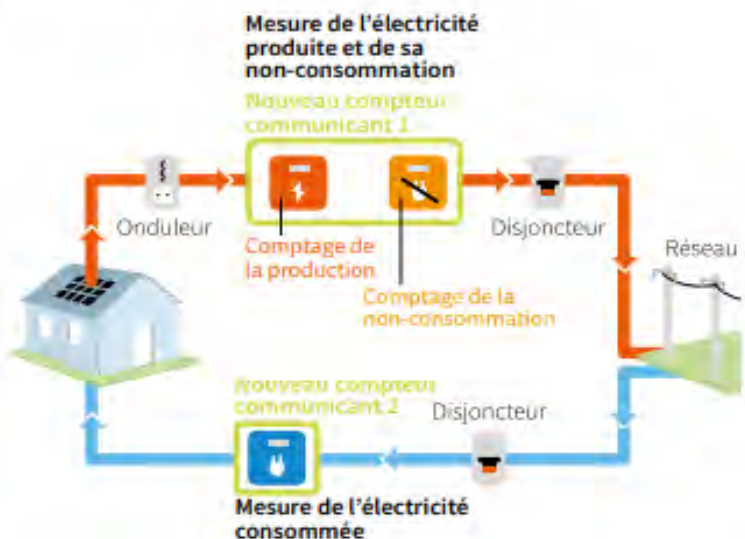 Mesure de l'électricité
produite et de sa
non-consommation
Nouveau compteur
communicant 1
Onduleur
Comptage de
la production
Comptage de la
non-consommation
Disjoncteur
Réseau
Nouveau compteur
communicant 2
Disjoncteur
Mesure de l'électricité
consommée